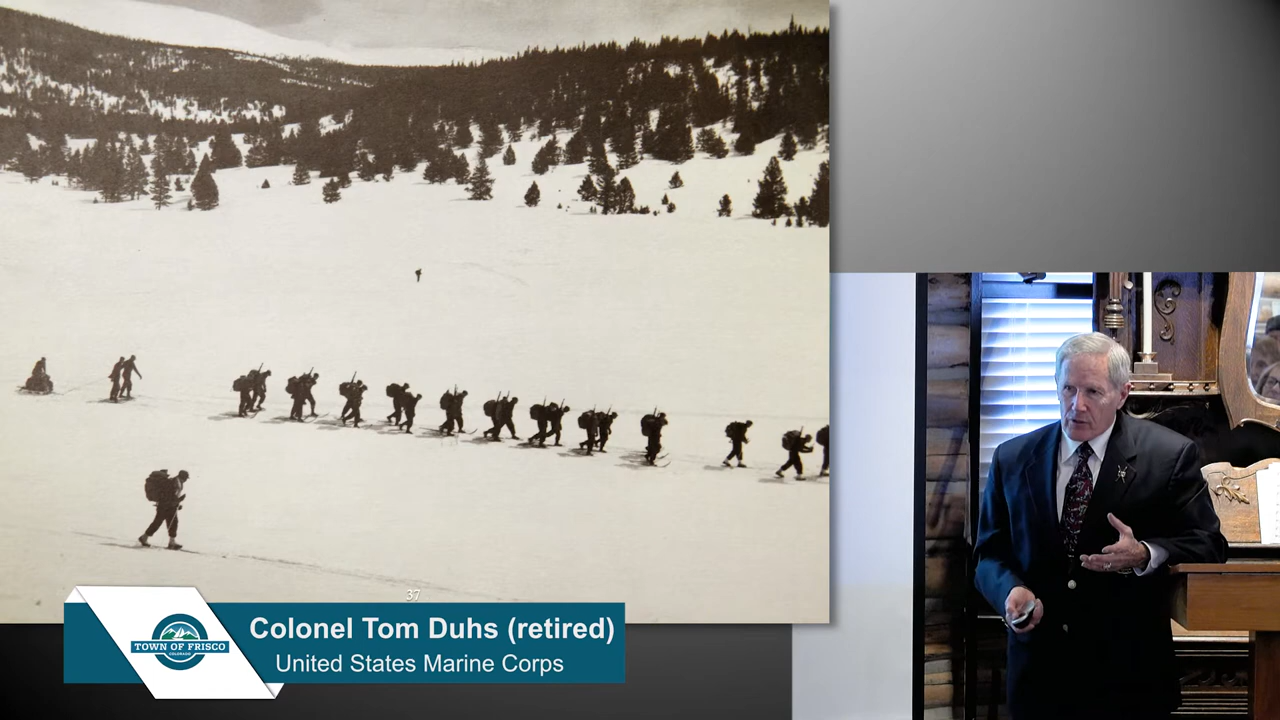 37
Colonel Tom Duhs (retired)
United States Marine Corps
TOWN OF FRISCO
COLORADO